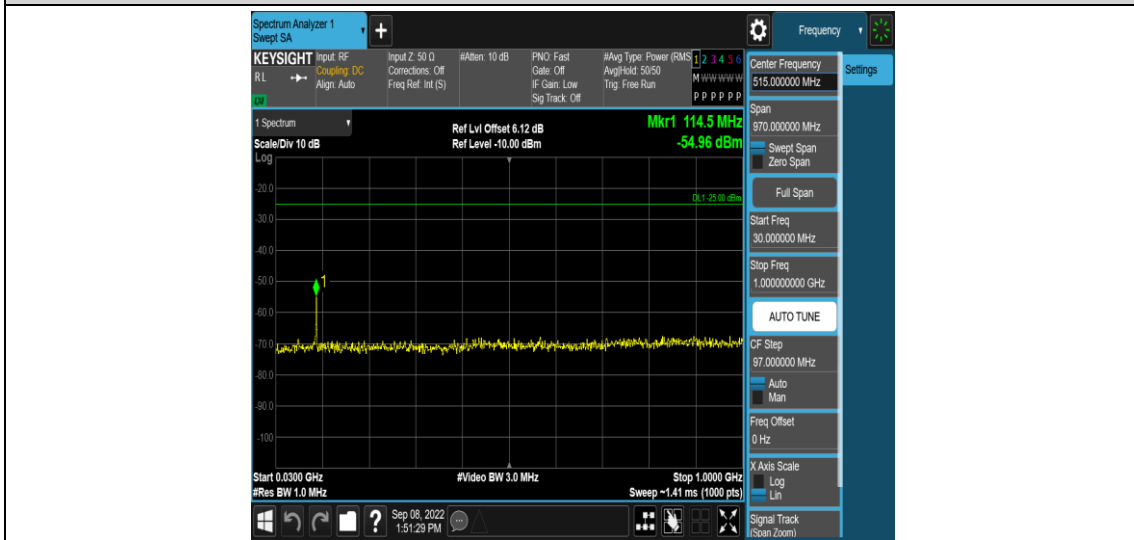 Spectrum Analyzer 1
Swept SA
+
Frequency
KEYSIGHT
RL
LXI
Input: RF
Coupling: DC
Align: Auto
Input Z: 50 Ω
Corrections: Off
Freq Ref: Int (S)
#Atten: 10 dB
PNO: Fast
Gate: Off
IF Gain: Low
Sig Track: Off
#Avg Type: Power (RMS
Avg|Hold: 50/50
Trig: Free Run
1 2 3 4 5 6
M W W W W W
P P P P P P
1 Spectrum
Scale/Div 10 dB
Log
Ref Lvl Offset 6.12 dB
Ref Level -10.00 dBm
Mkr1 114.5 MHz
-54.96 dBm
DL1 -25.00 dBm
-20.0
-30.0
-40.0
-50.0
-60.0
-70.0
-80.0
-90.0
-100
1
Start 0.0300 GHz
#Res BW 1.0 MHz
#Video BW 3.0 MHz
Stop 1.0000 GHz
Sweep ~1.41 ms (1000 pts)
?
Sep 08, 2022
1:51:29 PM
Center Frequency
515.000000 MHz
Settings
Span
970.000000 MHz
Swept Span
Zero Span
Full Span
Start Freq
30.000000 MHz
Stop Freq
1.000000000 GHz
AUTO TUNE
CF Step
97.000000 MHz
Auto
Man
Freq Offset
0 Hz
X Axis Scale
Log
Lin
Signal Track
(Span Zoom)